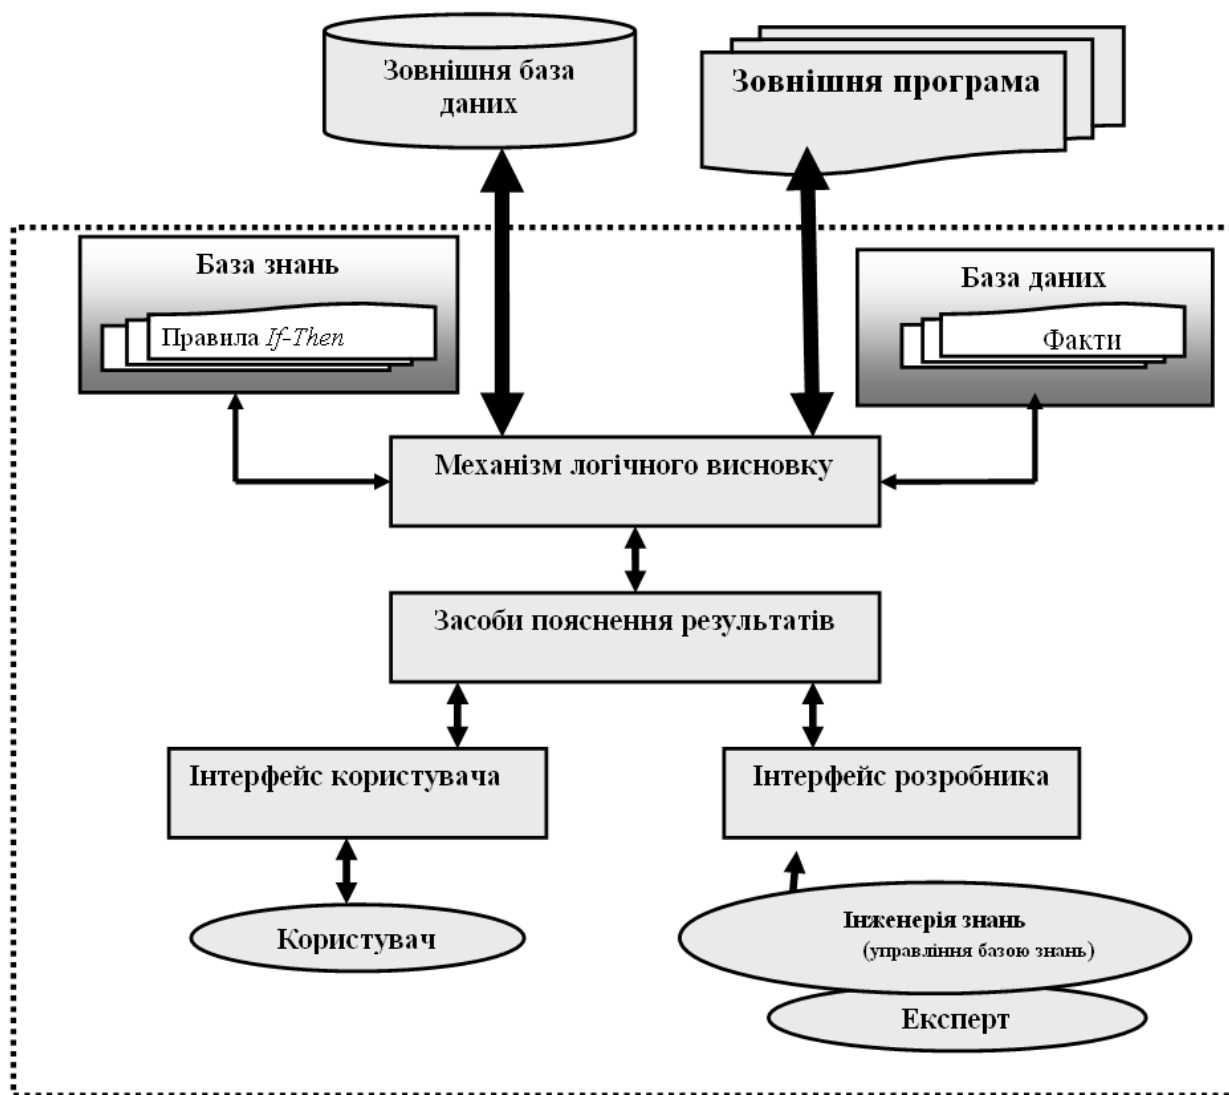 Зовнішня база
даних
Зовнішня програма
База знань
Правила If-Then
База даних
Факти
Механізм логічного висновку
Засоби пояснення результатів
Інтерфейс користувача
Інтерфейс розробника
Користувач
Інженерія знань
(управління базою знань)
Експерт